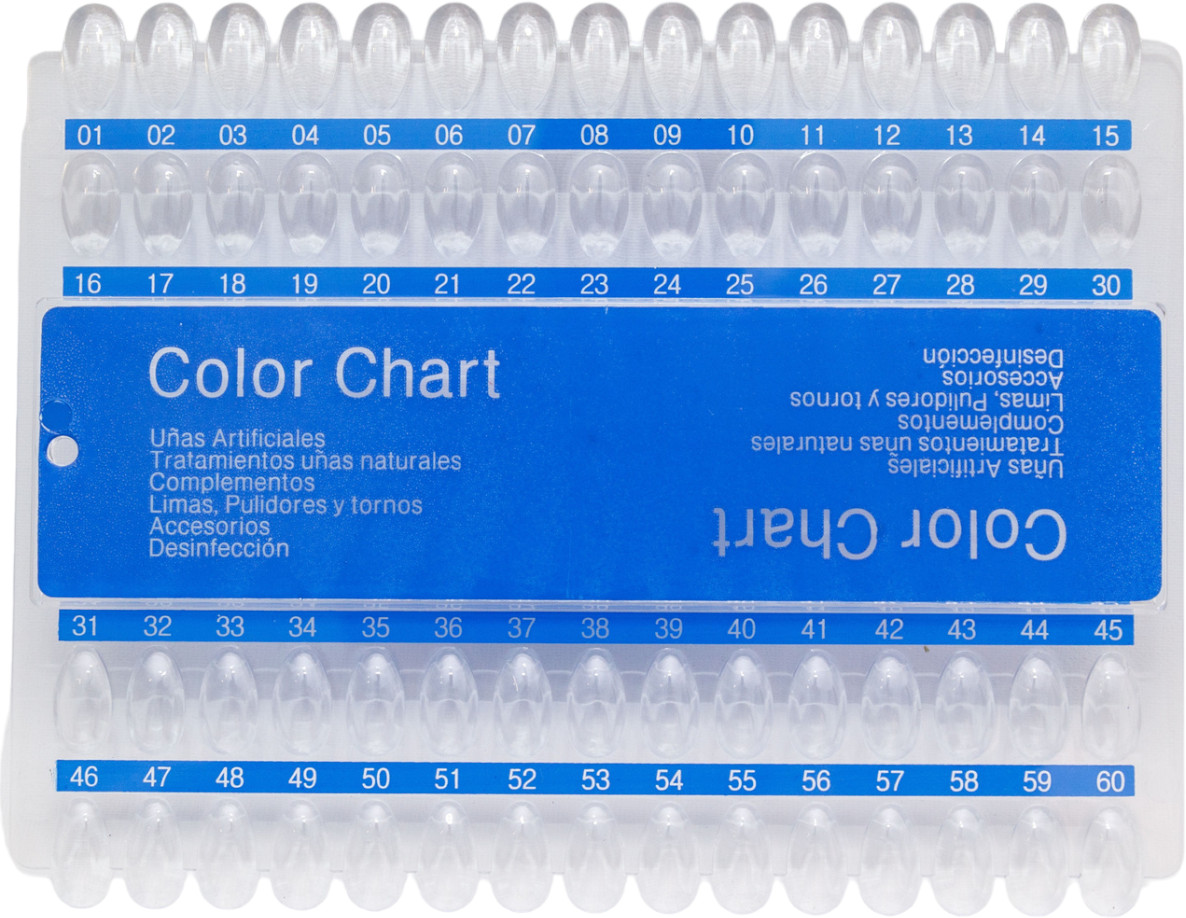 01 02 03 04 05 06 07 08 09 10 11 12 13 14 15
16 17 18 19 20 21 22 23 24 25 26 27 28 29 30
Color Chart
Uñas Artificiales
Tratamientos uñas naturales
Complementos
Limas, Pulidores y tornos
Accesorios
Desinfección
Color Chart
Uñas Artificiales
Tratamientos uñas naturales
Complementos
Limas, Pulidores y tornos
Accesorios
Desinfección
31 32 33 34 35 36 37 38 39 40 41 42 43 44 45
46 47 48 49 50 51 52 53 54 55 56 57 58 59 60